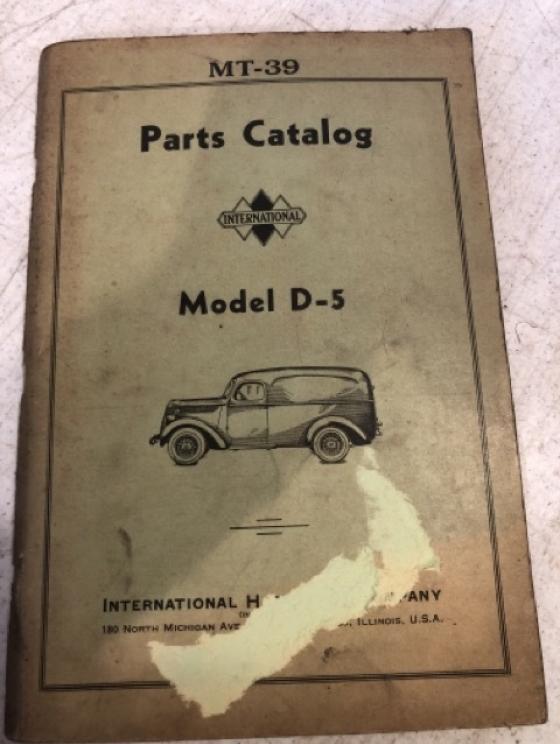 MT-39
Parts Catalog
INTERNATIONAL
Model D-5
INTERNATIONAL H
PANY
180 NORTH MICHIGAN AVE
, ILLINOIS, U.S.A.